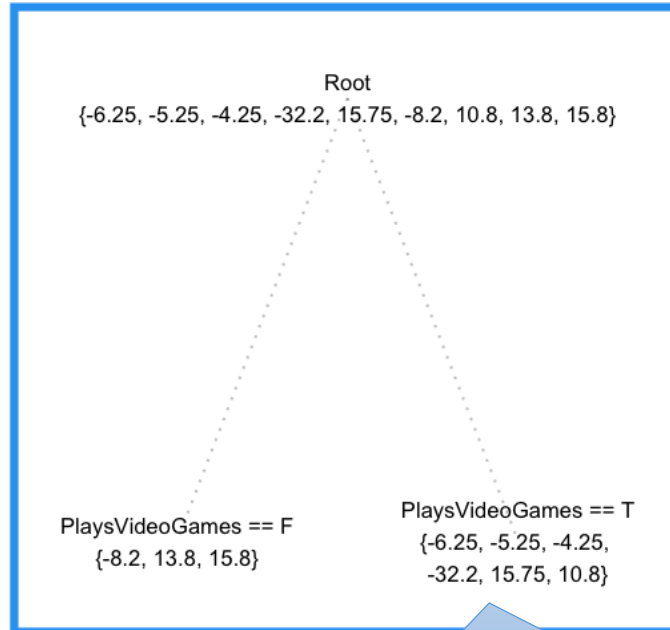 Root
{-6.25, -5.25, -4.25, -32.2, 15.75, -8.2, 10.8, 13.8, 15.8}
PlaysVideoGames == F
{-8.2, 13.8, 15.8}
PlaysVideoGames == T
{-6.25, -5.25, -4.25,
-32.2, 15.75, 10.8}